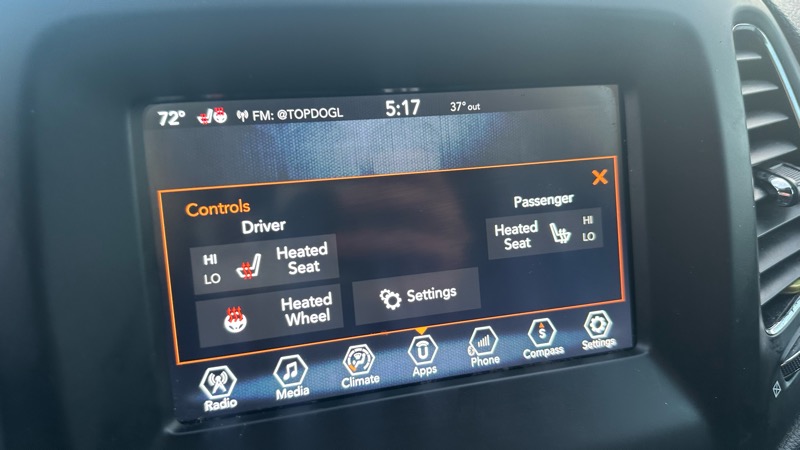 72° FM: @TOPDOGL 5:17 37° out
Controls
Driver
HI
LO
Heated
Seat
Heated
Wheel
Settings
Passenger
Heated
Seat
HI
LO
Radio
Media
Climate
Apps
Phone
S
Compass
Settings